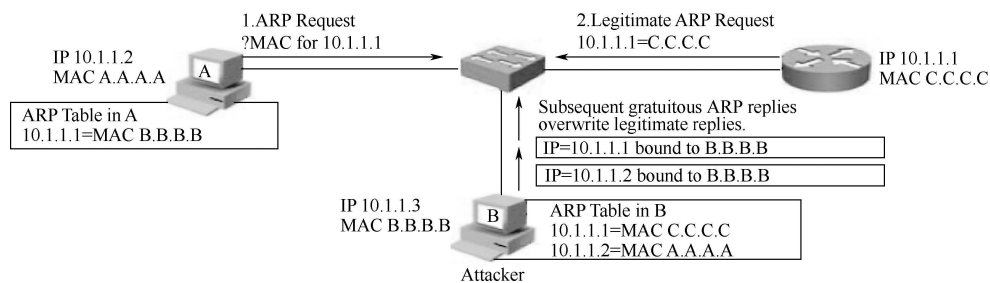 1.ARP Request
?MAC for 10.1.1.1
2.Legitimate ARP Request
10.1.1.1=C.C.C.C
IP 10.1.1.2
MAC A.A.A.A
A
IP 10.1.1.1
MAC C.C.C.C
ARP Table in A
10.1.1.1=MAC B.B.B.B
Subsequent gratuitous ARP replies
overwrite legitimate replies.
IP=10.1.1.1 bound to B.B.B.B
IP=10.1.1.2 bound to B.B.B.B
IP 10.1.1.3
MAC B.B.B.B
B
ARP Table in B
10.1.1.1=MAC C.C.C.C
10.1.1.2=MAC A.A.A.A
Attacker